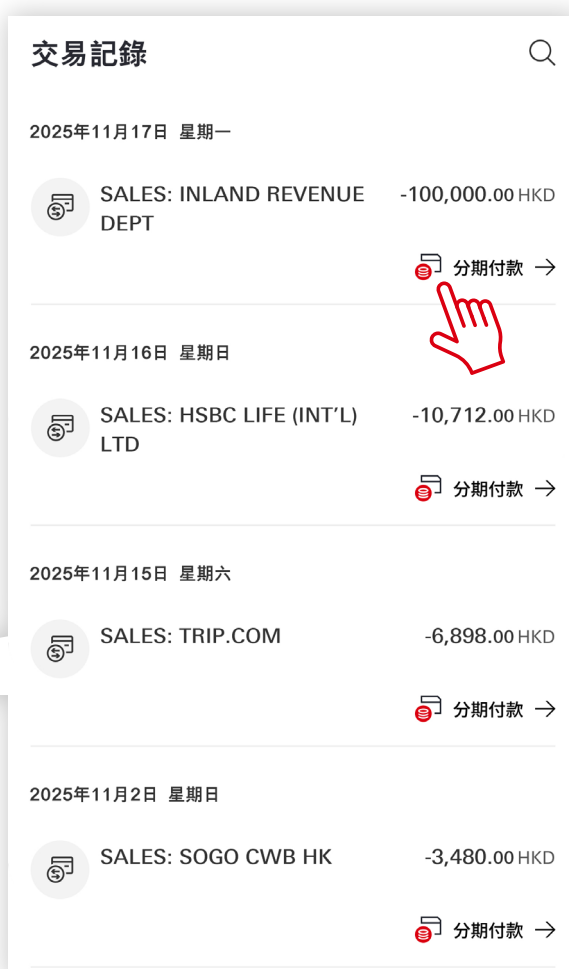 交易記錄
2025年11月17日 星期一
SALES: INLAND REVENUE -100,000.00 HKD
DEPT
分期付款
2025年11月16日 星期日
SALES: HSBC LIFE (INT'L) -10,712.00 HKD
LTD
分期付款
2025年11月15日 星期六
SALES: TRIP.COM -6,898.00 HKD
分期付款
2025年11月2日 星期日
SALES: SOGO CWB HK -3,480.00 HKD
分期付款